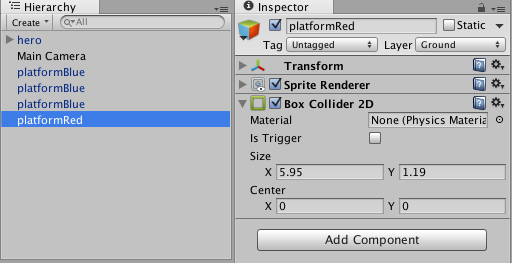 Hierarchy
Create
All
hero
Main Camera
platformBlue
platformBlue
platformBlue
platformRed
Inspector
platformRed
Static
Tag Untagged Layer Ground
Transform
Sprite Renderer
Box Collider 2D
Material None (Physics Materia
Is Trigger
Size
X 5.95 Y 1.19
Center
X 0 Y 0
Add Component